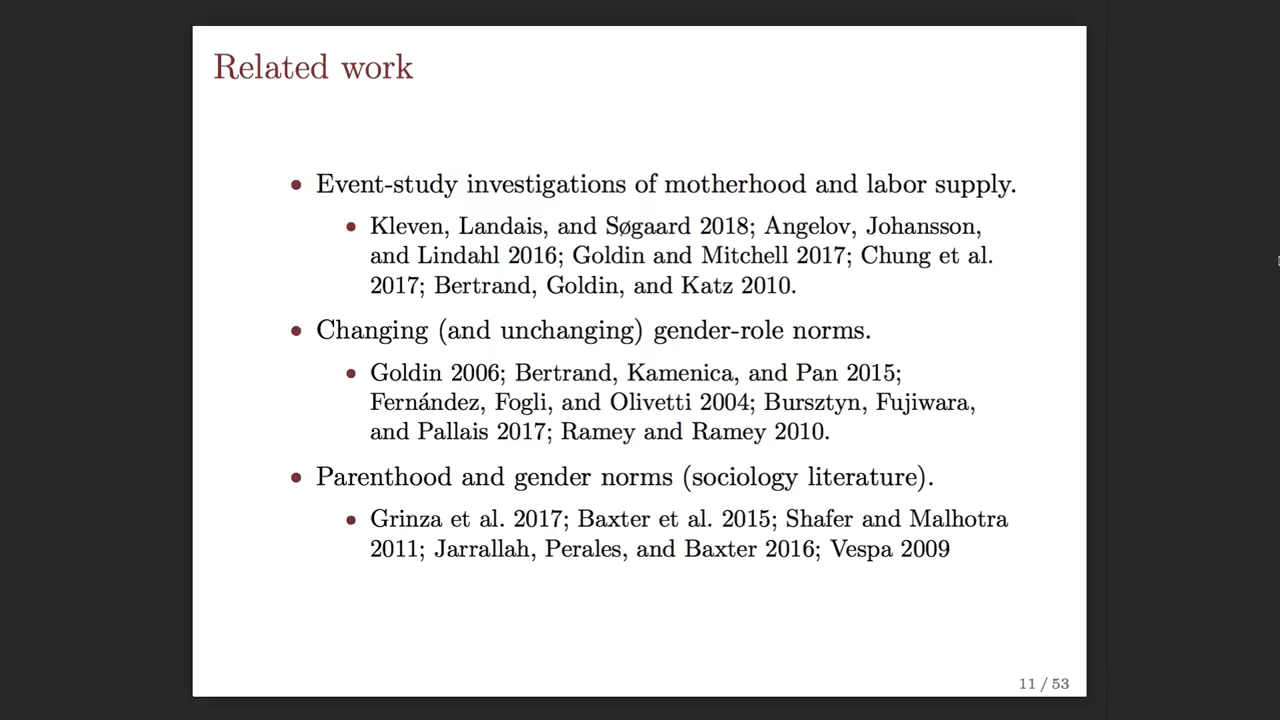 Related work
• Event-study investigations of motherhood and labor supply.
• Kleven, Landais, and Søgaard 2018; Angelov, Johansson,
and Lindahl 2016; Goldin and Mitchell 2017; Chung et al.
2017; Bertrand, Goldin, and Katz 2010.
• Changing (and unchanging) gender-role norms.
• Goldin 2006; Bertrand, Kamenica, and Pan 2015;
Fernández, Fogli, and Olivetti 2004; Bursztyn, Fujiwara,
and Pallais 2017; Ramey and Ramey 2010.
• Parenthood and gender norms (sociology literature).
• Grinza et al. 2017; Baxter et al. 2015; Shafer and Malhotra
2011; Jarrallah, Perales, and Baxter 2016; Vespa 2009
11 / 53